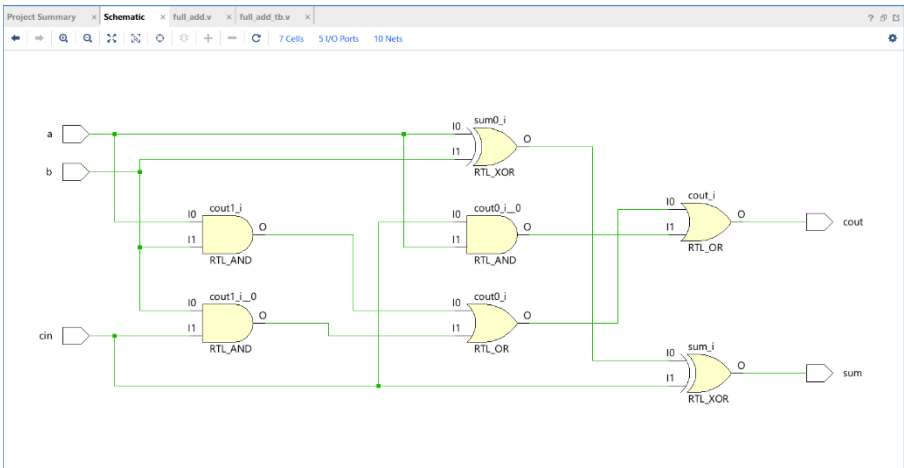 Project Summary × Schematic × full_add.v × full_add_tb.v ×
?
7 Cells 5 I/O Ports 10 Nets
a
b
cin
I0 cout1_i
I1 O
RTL_AND
I0 cout1_i__0
I1 O
RTL_AND
I0 sum0_i
I1 O
RTL_XOR
I0 cout0_i__0
I1 O
RTL_AND
I0 cout0_i
I1 O
RTL_OR
I0 cout_i
I1 O
RTL_OR
cout
I0 sum_i
I1 O
RTL_XOR
sum